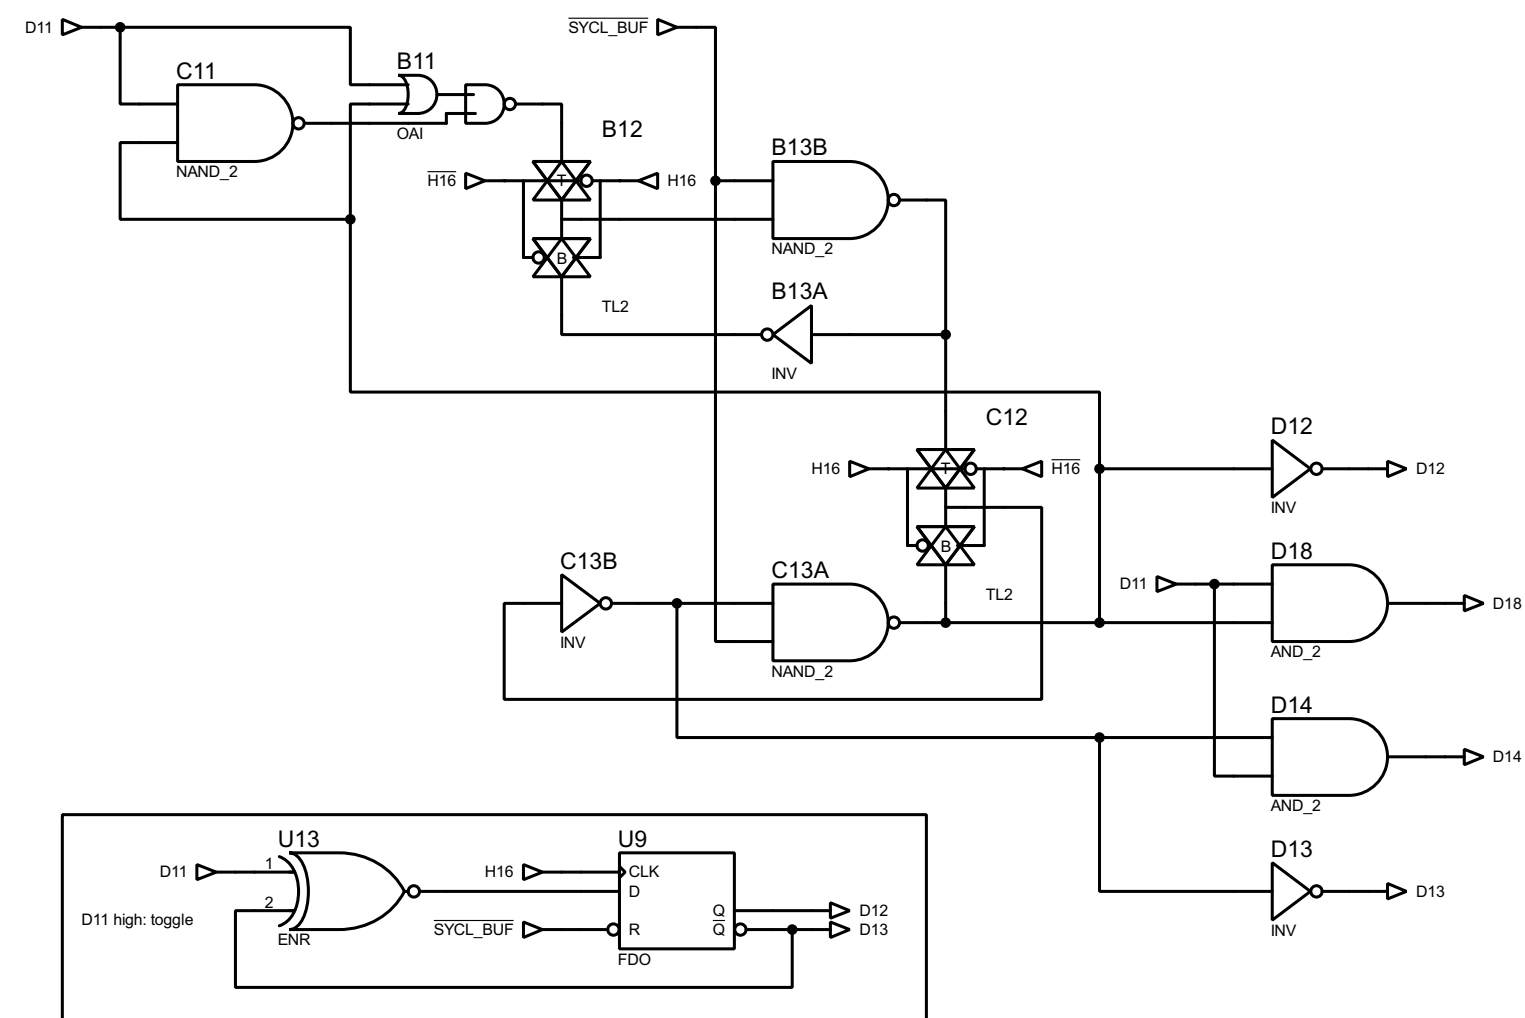 D11
SYCL_BUF
C11
NAND_2
B11
OAI
B12
H16
T
H16
B
TL2
B13B
NAND_2
B13A
INV
C12
H16
T
H16
B
TL2
D12
INV
D12
C13B
INV
C13A
NAND_2
D11
D18
AND_2
D18
D14
AND_2
D14
D13
INV
D13
U13
D11
1
2
ENR
D11 high: toggle
U9
H16
CLK
D
SYCL_BUF
R
Q
Q
FDO
D12
D13